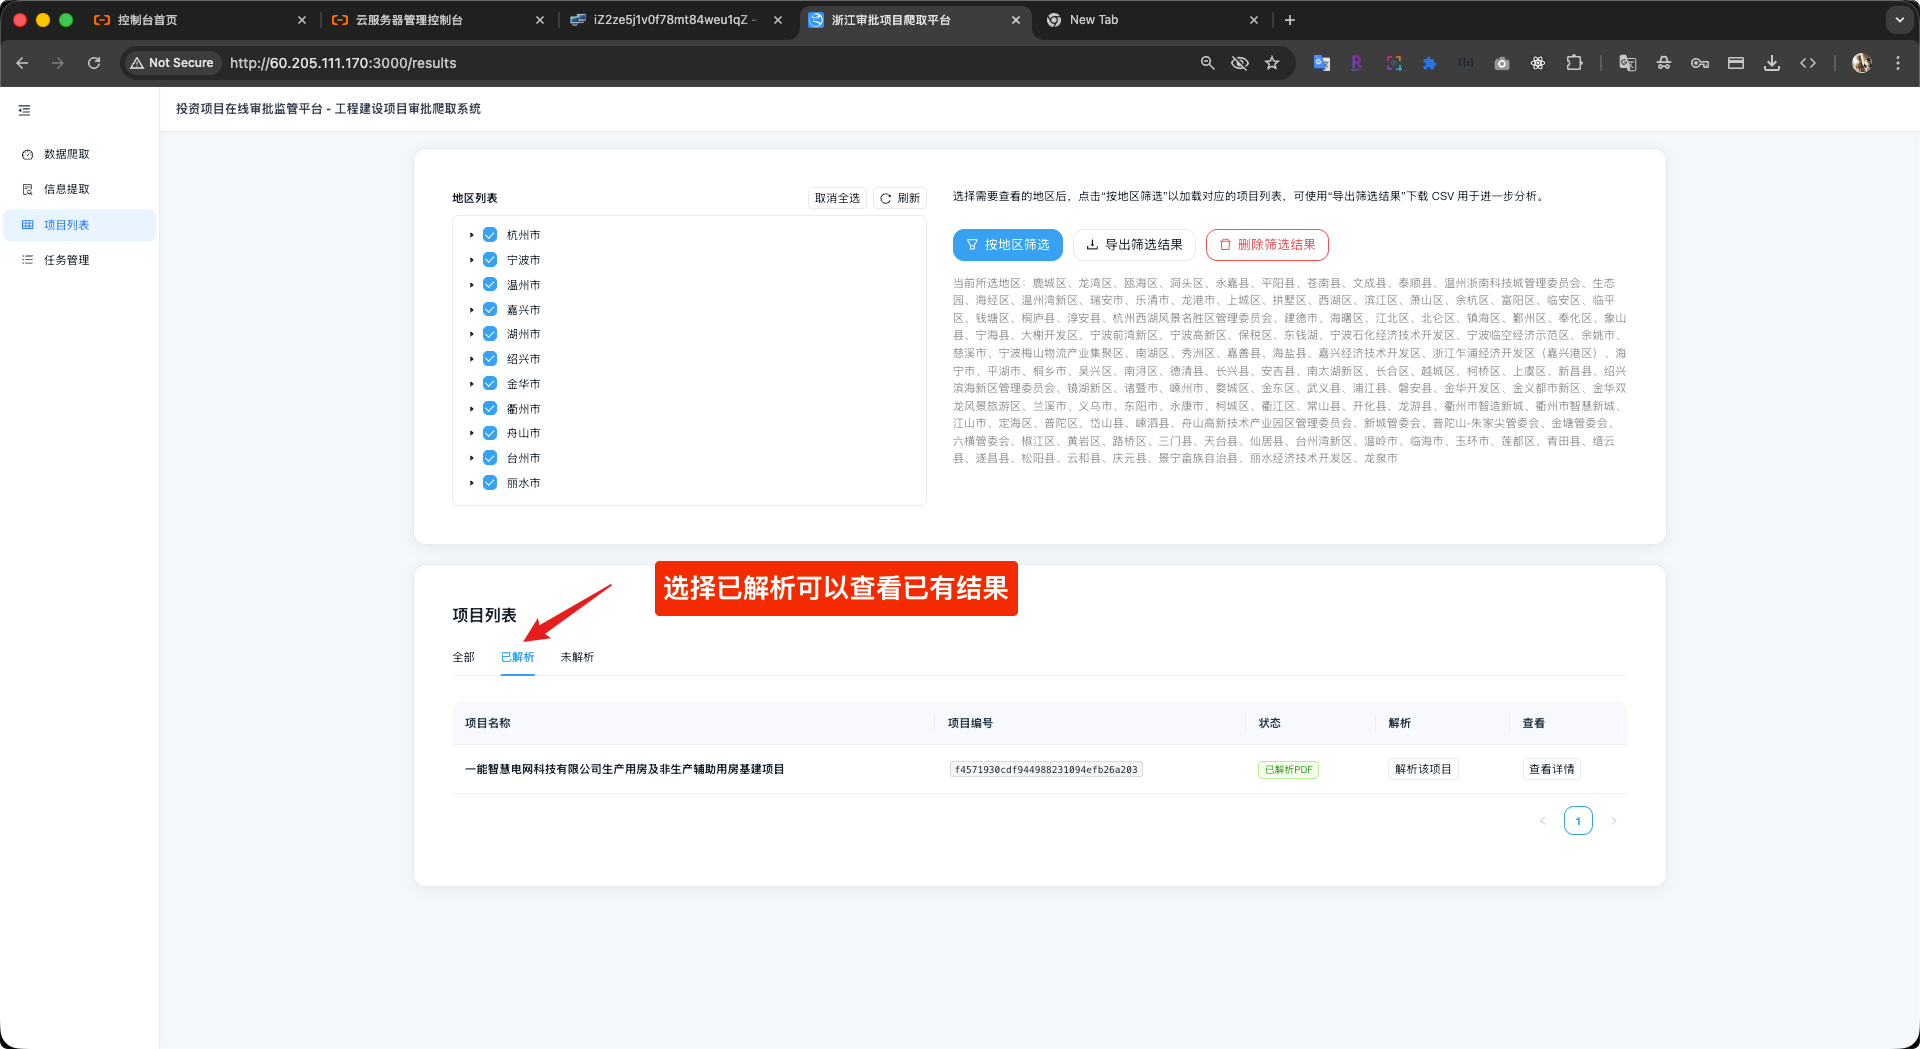 控制台首页
云服务器管理控制台
iZ2ze5j1v0f78mt84weu1qZ -
浙江审批项目爬取平台
New Tab
Not Secure
http://60.205.111.170:3000/results
投资项目在线审批监管平台 - 工程建设项目审批爬取系统
数据爬取
信息提取
项目列表
任务管理
地区列表
取消全选
刷新
杭州市
宁波市
温州市
嘉兴市
湖州市
绍兴市
金华市
衢州市
舟山市
台州市
丽水市
选择需要查看的地区后，点击“按地区筛选”以加载对应的项目列表，可使用“导出筛选结果”下载 CSV 用于进一步分析。
按地区筛选
导出筛选结果
删除筛选结果
当前所选地区：鹿城区、龙湾区、瓯海区、洞头区、永嘉县、平阳县、苍南县、文成县、泰顺县、温州浙南科技城管理委员会、生态
园、海经区、温州湾新区、瑞安市、乐清市、龙港市、上城区、拱墅区、西湖区、滨江区、萧山区、余杭区、富阳区、临安区、临平
区、钱塘区、桐庐县、淳安县、杭州西湖风景名胜区管理委员会、建德市、海曙区、江北区、北仑区、镇海区、鄞州区、奉化区、象山
县、宁海县、大榭开发区、宁波前湾新区、宁波高新区、保税区、东钱湖、宁波石化经济技术开发区、宁波临空经济示范区、余姚市、
慈溪市、宁波梅山物流产业集聚区、南湖区、秀洲区、嘉善县、海盐县、嘉兴经济技术开发区、浙江乍浦经济开发区（嘉兴港区）、海
宁市、平湖市、桐乡市、吴兴区、南浔区、德清县、长兴县、安吉县、南太湖新区、长合区、越城区、柯桥区、上虞区、新昌县、绍兴
滨海新区管理委员会、镜湖新区、诸暨市、嵊州市、婺城区、金东区、武义县、浦江县、磐安县、金华开发区、金义都市新区、金华双
龙风景旅游区、兰溪市、义乌市、东阳市、永康市、柯城区、衢江区、常山县、开化县、龙游县、衢州市智造新城、衢州市智慧新城、
江山市、定海区、普陀区、岱山县、嵊泗县、舟山高新技术产业园区管理委员会、新城管委会、普陀山-朱家尖管委会、金塘管委会、
六横管委会、椒江区、黄岩区、路桥区、三门县、天台县、仙居县、台州湾新区、温岭市、临海市、玉环市、莲都区、青田县、缙云
县、遂昌县、松阳县、云和县、庆元县、景宁畲族自治县、丽水经济技术开发区、龙泉市
选择已解析可以查看已有结果
项目列表
全部
已解析
未解析
项目名称
项目编号
状态
解析
查看
一能智慧电网科技有限公司生产用房及非生产辅助用房基建项目
f4571930cdf944988231094efb26a203
已解析PDF
解析该项目
查看详情
1